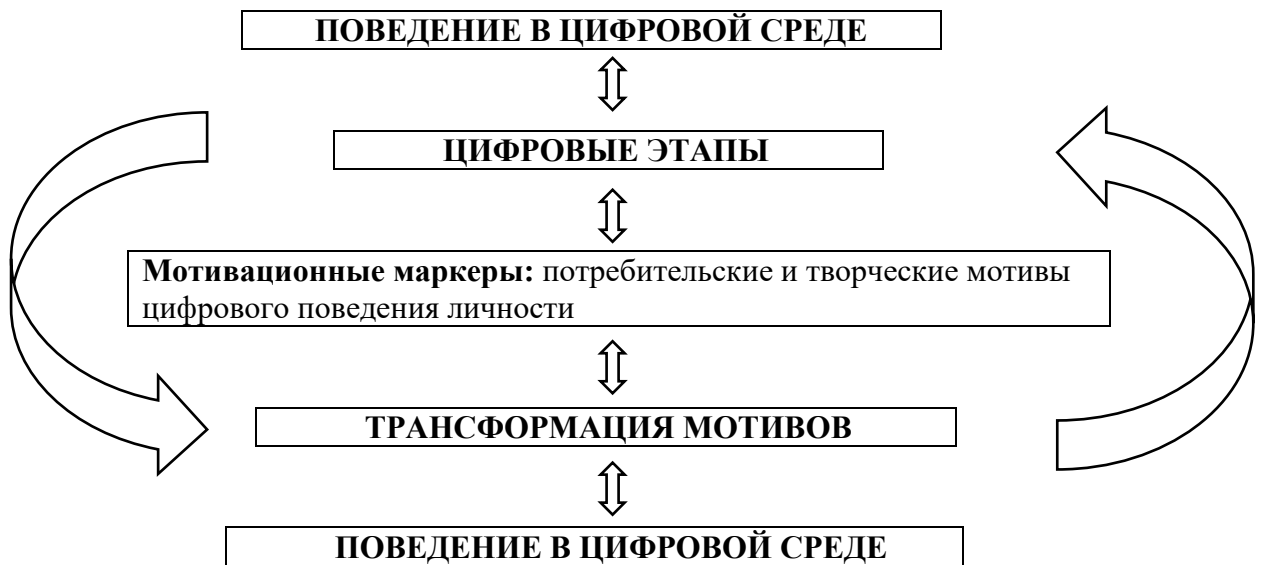 ПОВЕДЕНИЕ В ЦИФРОВОЙ СРЕДЕ
ЦИФРОВЫЕ ЭТАПЫ
Мотивационные маркеры: потребительские и творческие мотивы
цифрового поведения личности
ТРАНСФОРМАЦИЯ МОТИВОВ
ПОВЕДЕНИЕ В ЦИФРОВОЙ СРЕДЕ